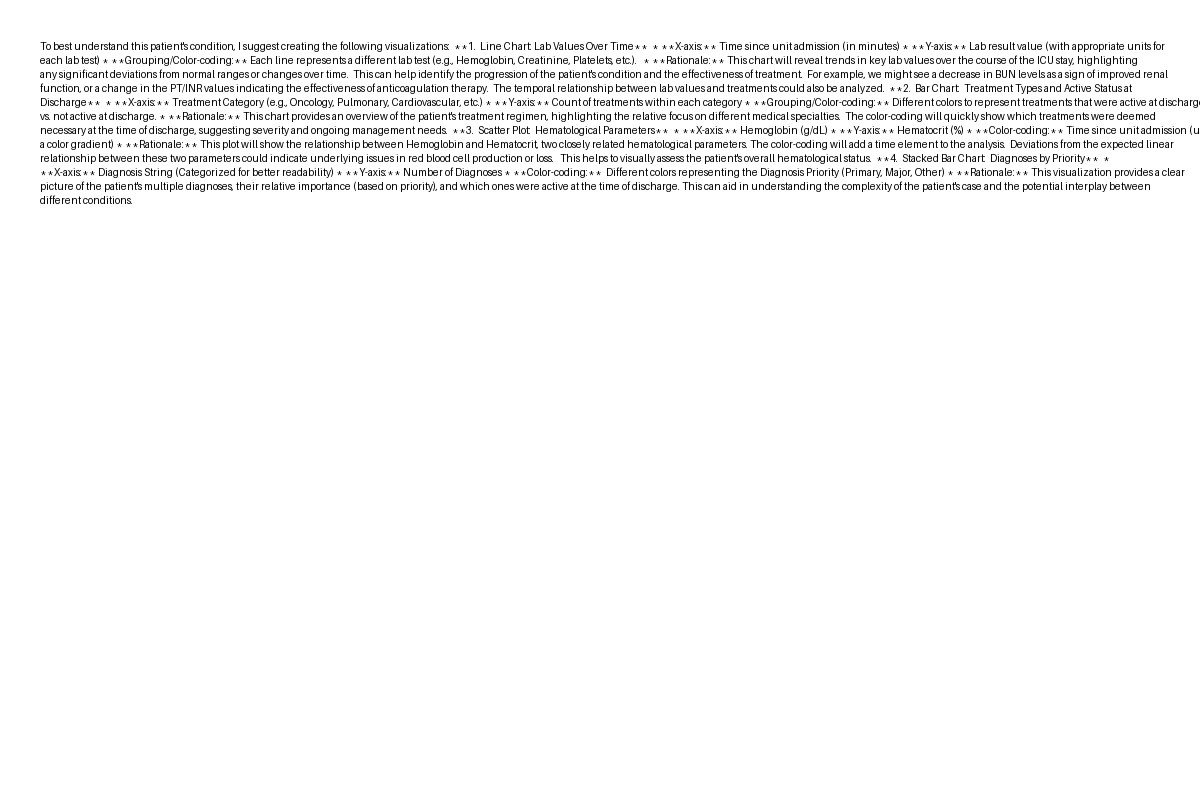 To best understand this patient's condition, I suggest creating the following visualizations: **1. Line Chart: Lab Values Over Time** * **X-axis:** Time since unit admission (in minutes) * **Y-axis:** Lab result value (with appropriate units for
each lab test) * **Grouping/Color-coding:** Each line represents a different lab test (e.g., Hemoglobin, Creatinine, Platelets, etc.). * **Rationale:** This chart will reveal trends in key lab values over the course of the ICU stay, highlighting
any significant deviations from normal ranges or changes over time. This can help identify the progression of the patient's condition and the effectiveness of treatment. For example, we might see a decrease in BUN levels as a sign of improved renal
function, or a change in the PT/INR values indicating the effectiveness of anticoagulation therapy. The temporal relationship between lab values and treatments could also be analyzed. **2. Bar Chart: Treatment Types and Active Status at
Discharge** * **X-axis:** Treatment Category (e.g., Oncology, Pulmonary, Cardiovascular, etc.) * **Y-axis:** Count of treatments within each category * **Grouping/Color-coding:** Different colors to represent treatments that were active at discharge
vs. not active at discharge. * **Rationale:** This chart provides an overview of the patient's treatment regimen, highlighting the relative focus on different medical specialties. The color-coding will quickly show which treatments were deemed
necessary at the time of discharge, suggesting severity and ongoing management needs. **3. Scatter Plot: Hematological Parameters** * **X-axis:** Hemoglobin (g/dL) * **Y-axis:** Hematocrit (%) * **Color-coding:** Time since unit admission
a color gradient) * **Rationale:** This plot will show the relationship between Hemoglobin and Hematocrit, two closely related hematological parameters. The color-coding will add a time element to the analysis. Deviations from the expected linear
relationship between these two parameters could indicate underlying issues in red blood cell production or loss. This helps to visually assess the patient's overall hematological status. **4. Stacked Bar Chart: Diagnoses by Priority** *
**X-axis:** Diagnosis String (Categorized for better readability) * **Y-axis:** Number of Diagnoses * **Color-coding:** Different colors representing the Diagnosis Priority (Primary, Major, Other) * **Rationale:** This visualization provides a clear
picture of the patient's multiple diagnoses, their relative importance (based on priority), and which ones were active at the time of discharge. This can aid in understanding the complexity of the patient's case and the potential interplay between
different conditions.